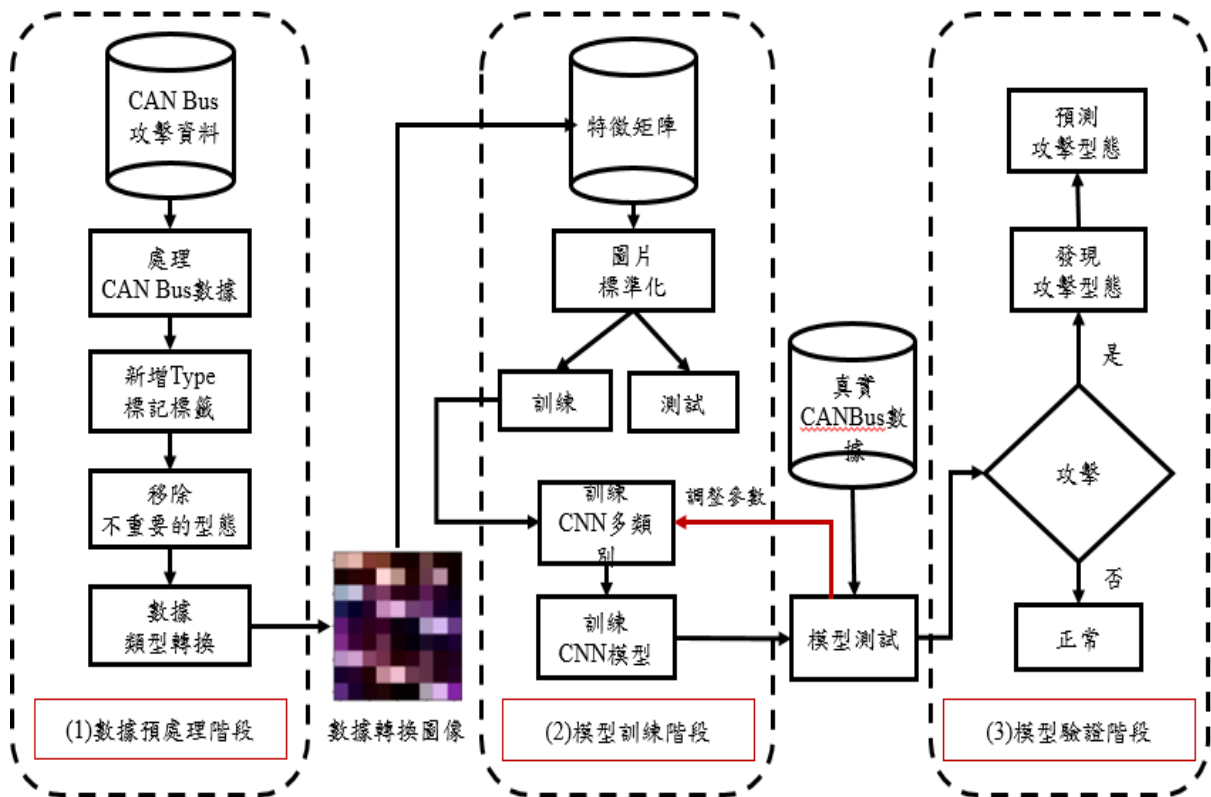 CAN Bus
攻擊資料
處理
CAN Bus數據
新增Type
標記標籤
移除
不重要的型態
數據
類型轉換
(1)數據預處理階段
數據轉換圖像
特徵矩陣
圖片
標準化
訓練
測試
訓練
CNN多類
別
訓練
CNN模型
(2)模型訓練階段
調整參數
真實
CANBus數
據
模型測試
預測
攻擊型態
發現
攻擊型態
是
攻擊
否
正常
(3)模型驗證階段